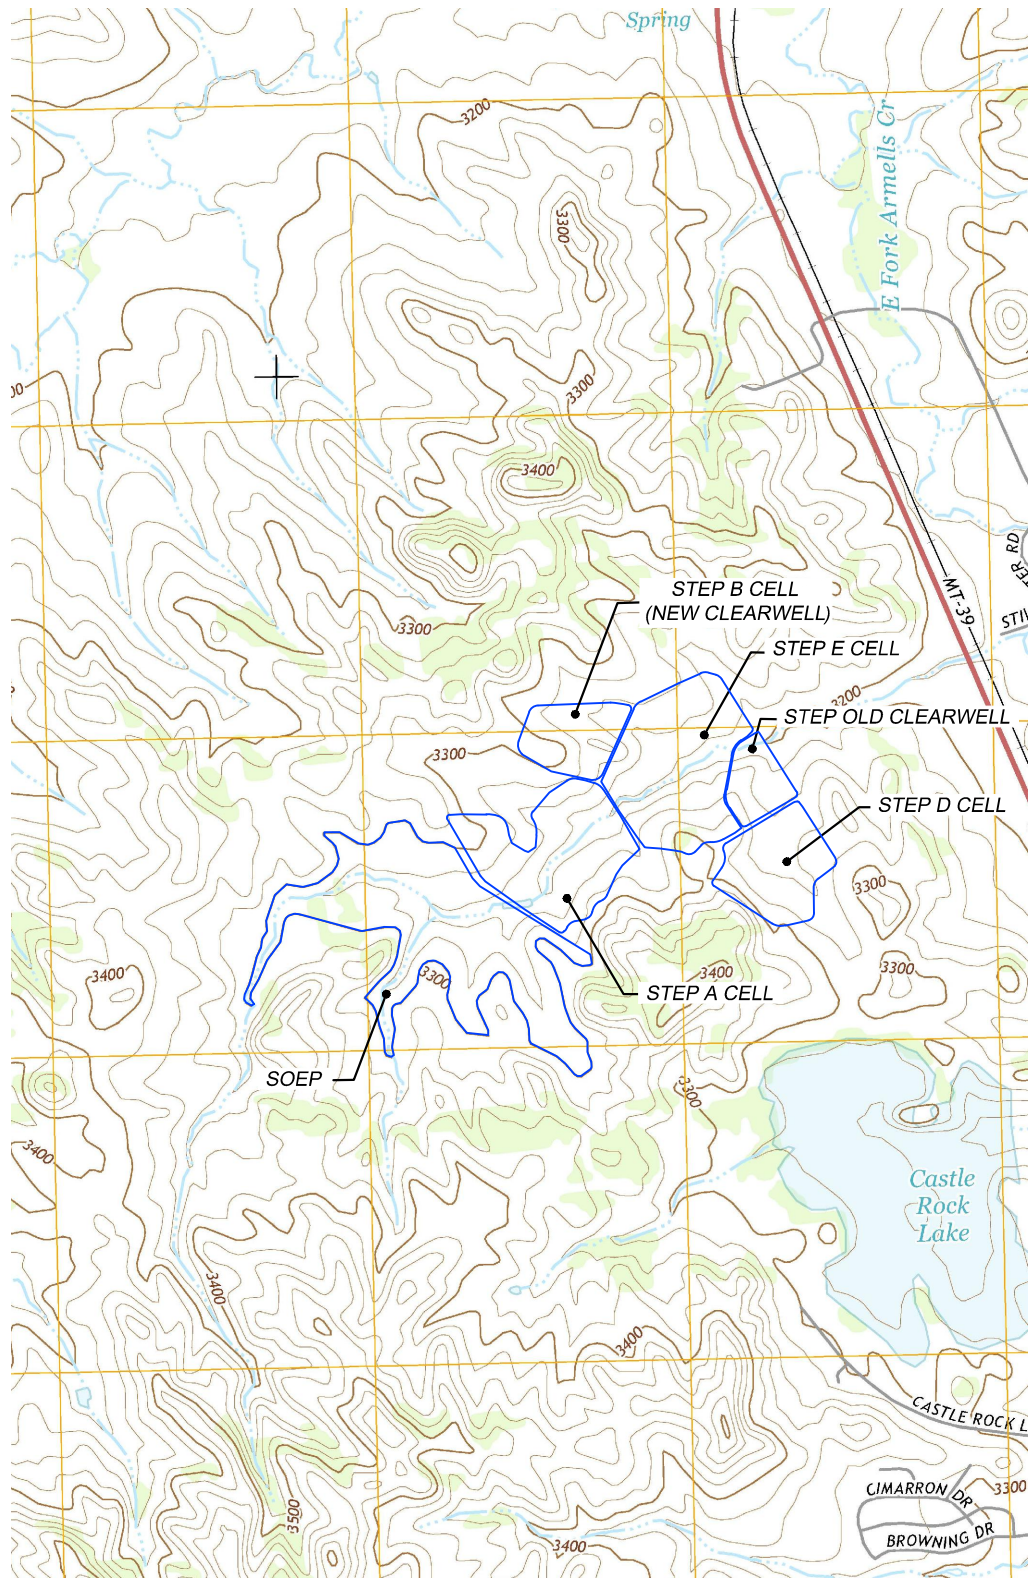 Spring
3200
E Fork Armells Cr
3300
3300
3400
TER RD
MT-39
STEP B CELL
(NEW CLEARWELL)
3300
STEP E CELL
3200
STEP OLD CLEARWELL
3300
STEP D CELL
3300
3400
3300
3400
3300
STEP A CELL
SOEP
3300
3400
Castle
Rock
Lake
3400
3400
CASTLE ROCK L
CIMARRON DR
3300
3500
BROWNING DR
3400